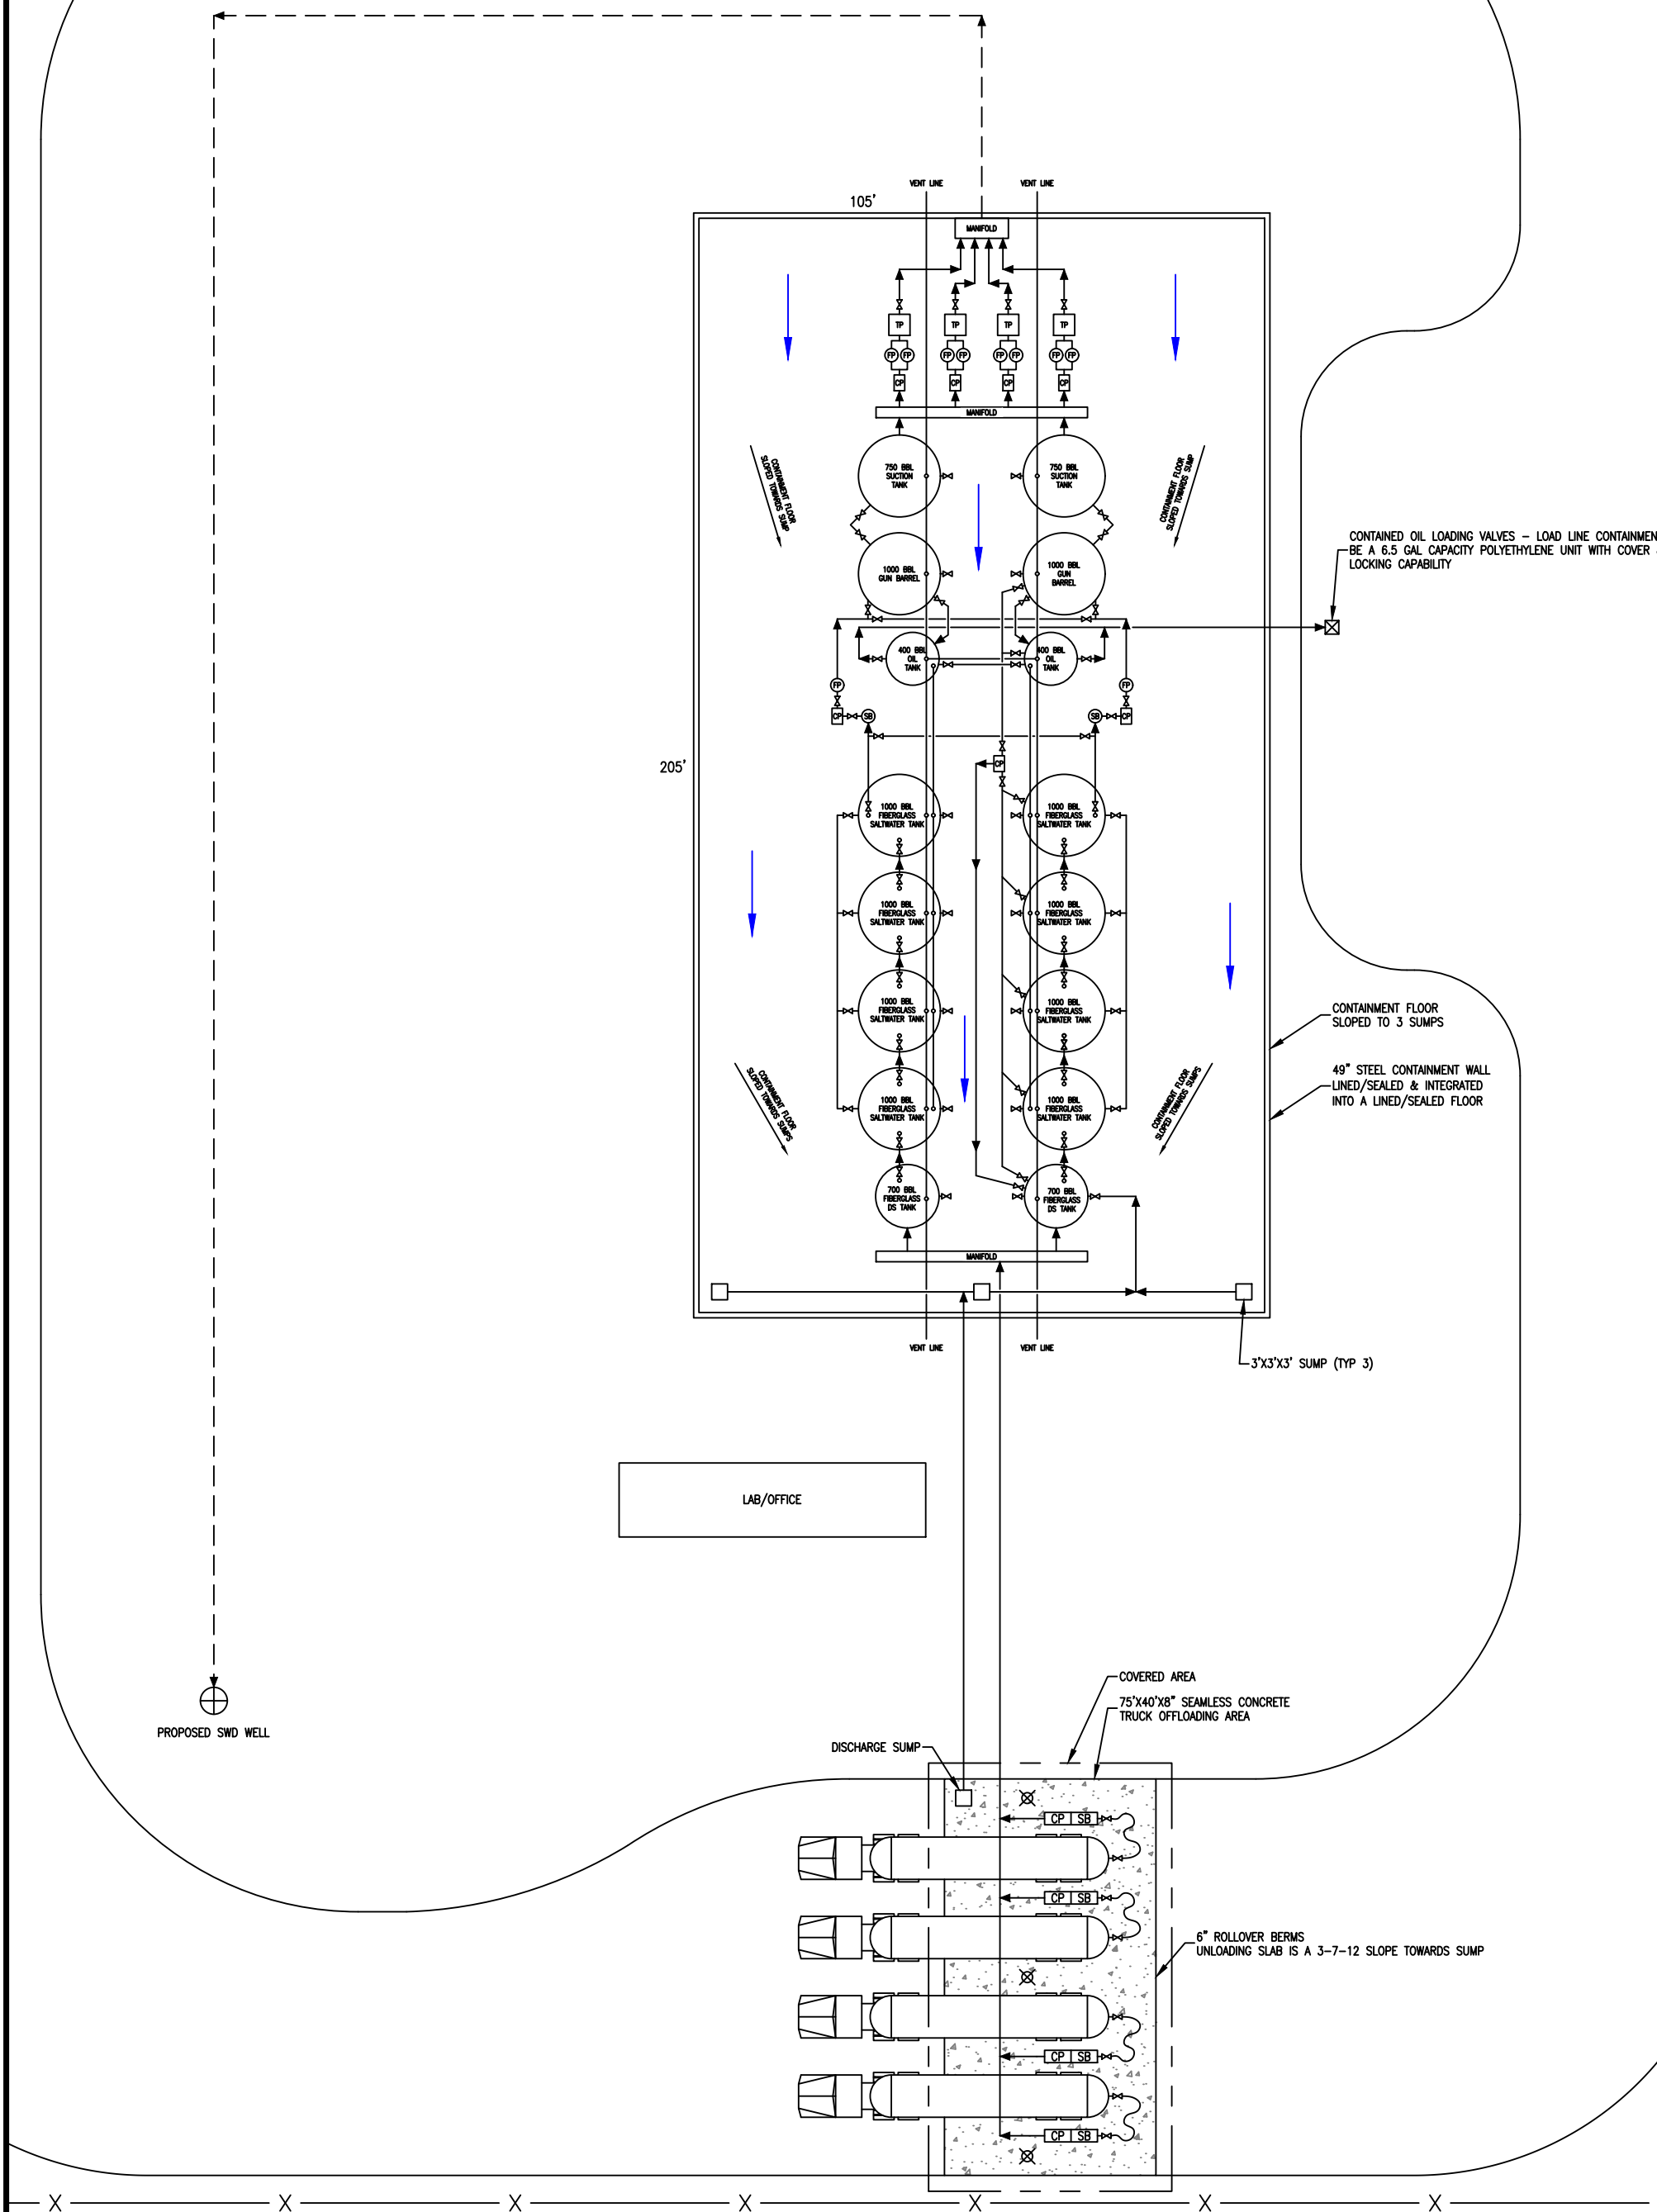 VENT LINE
VENT LINE
105'
MANIFOLD
TP
TP
TP
TP
FP
FP
FP
FP
FP
FP
FP
FP
CP
CP
CP
CP
MANIFOLD
CONTAINMENT FLOOR
SLOPED TOWARDS SUMP
750 BBL
SUCTION
TANK
750 BBL
SUCTION
TANK
CONTAINMENT FLOOR
SLOPED TOWARDS SUMP
1000 BBL
GUN BARREL
1000 BBL
GUN
BARREL
CONTAINED OIL LOADING VALVES – LOAD LINE
BE A 6.5 GAL CAPACITY POLYETHYLENE UNIT WITH COVER
LOCKING CAPABILITY
400 BBL
OIL
TANK
400 BBL
OIL
TANK
FP
FP
CP
SB
SB
CP
CP
205'
1000 BBL
FIBERGLASS
SALTWATER TANK
1000 BBL
FIBERGLASS
SALTWATER TANK
1000 BBL
FIBERGLASS
SALTWATER TANK
1000 BBL
FIBERGLASS
SALTWATER TANK
1000 BBL
FIBERGLASS
SALTWATER TANK
1000 BBL
FIBERGLASS
SALTWATER TANK
1000 BBL
FIBERGLASS
SALTWATER TANK
1000 BBL
FIBERGLASS
SALTWATER TANK
CONTAINMENT FLOOR
SLOPED TO 3 SUMPS
49" STEEL CONTAINMENT WALL
LINED/SEALED & INTEGRATED
INTO A LINED/SEALED FLOOR
CONTAINMENT FLOOR
SLOPED TOWARDS SUMPS
CONTAINMENT FLOOR
SLOPED TOWARDS SUMPS
700 BBL
FIBERGLASS
DS TANK
700 BBL
FIBERGLASS
DS TANK
MANIFOLD
VENT LINE
VENT LINE
3'X3'X3' SUMP (TYP 3)
LAB/OFFICE
PROPOSED SWD WELL
COVERED AREA
75'X40'X8" SEAMLESS CONCRETE
TRUCK OFFLOADING AREA
DISCHARGE SUMP
CP SB
CP SB
6" ROLLOVER BERMS
UNLOADING SLAB IS A 3-7-12 SLOPE TOWARDS SUMP
CP SB
CP SB
X X X X X X X